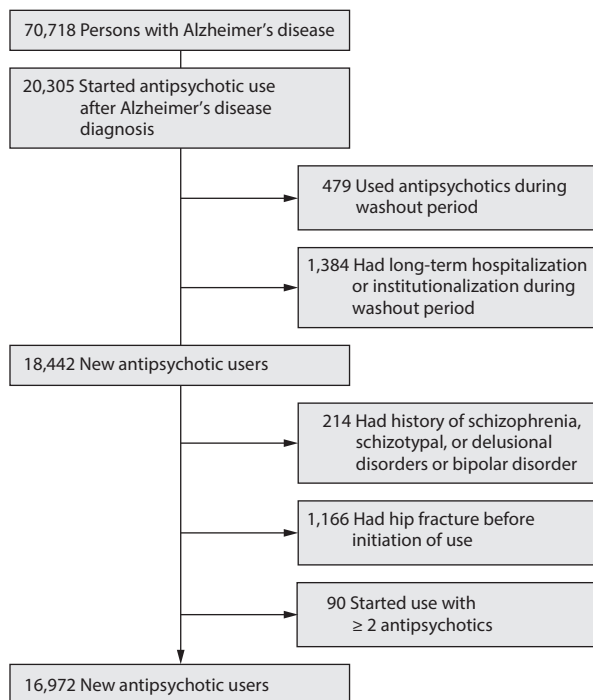 70,718 Persons with Alzheimer’s disease
20,305 Started antipsychotic use
after Alzheimer’s disease
diagnosis
479 Used antipsychotics during
washout period
1,384 Had long-term hospitalization
or institutionalization during
washout period
18,442 New antipsychotic users
214 Had history of schizophrenia,
schizotypal, or delusional
disorders or bipolar disorder
1,166 Had hip fracture before
initiation of use
90 Started use with
≥ 2 antipsychotics
16,972 New antipsychotic users